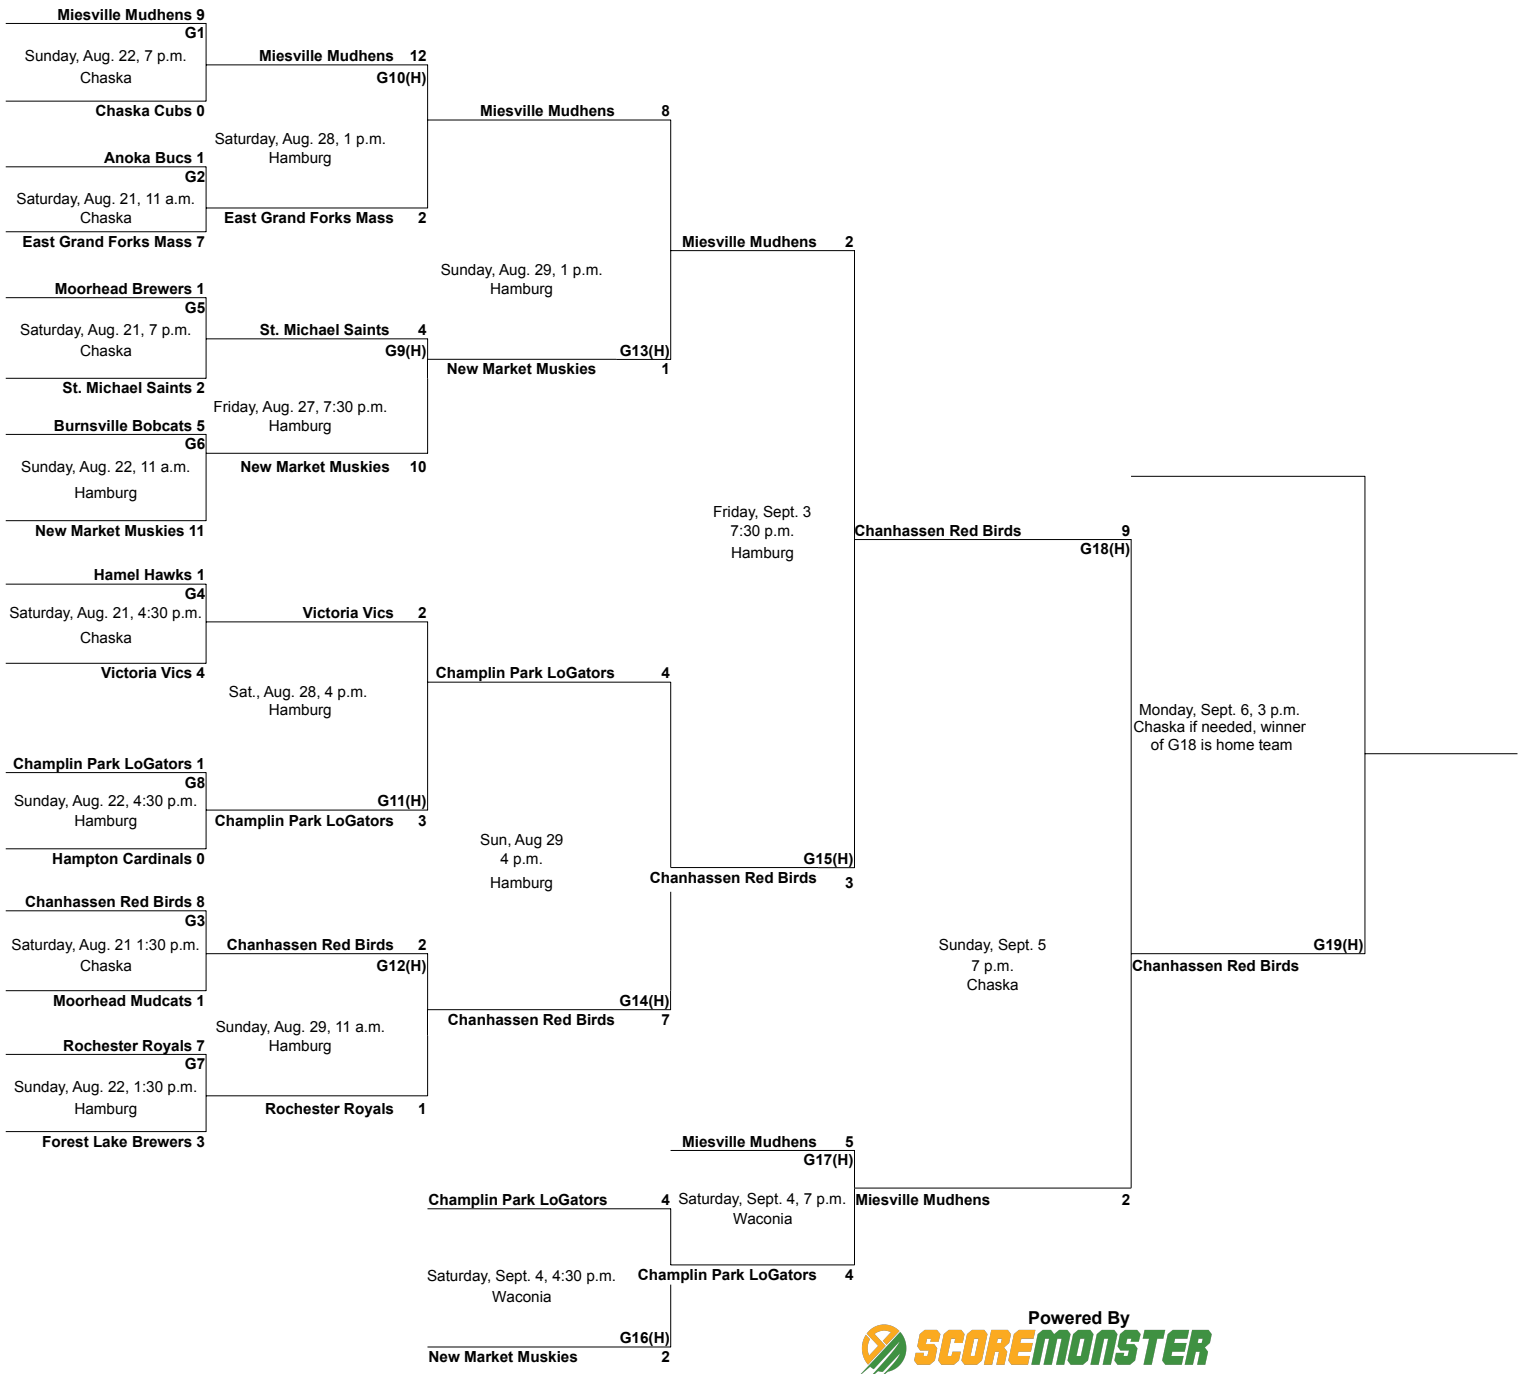 Miesville Mudhens 9
G1
Sunday, Aug. 22, 7 p.m.
Chaska
Chaska Cubs 0
Anoka Bucs 1
G2
Saturday, Aug. 21, 11 a.m.
Chaska
East Grand Forks Mass 7
Moorhead Brewers 1
G5
Saturday, Aug. 21, 7 p.m.
Chaska
St. Michael Saints 2
Burnsville Bobcats 5
G6
Sunday, Aug. 22, 11 a.m.
Hamburg
New Market Muskies 11
Hamel Hawks 1
G4
Saturday, Aug. 21, 4:30 p.m.
Chaska
Victoria Vics 4
Champlin Park LoGators 1
G8
Sunday, Aug. 22, 4:30 p.m.
Hamburg
Hampton Cardinals 0
Chanhassen Red Birds 8
G3
Saturday, Aug. 21 1:30 p.m.
Chaska
Moorhead Mudcats 1
Rochester Royals 7
G7
Sunday, Aug. 22, 1:30 p.m.
Hamburg
Forest Lake Brewers 3
Miesville Mudhens 12
G10(H)
Saturday, Aug. 28, 1 p.m.
Hamburg
East Grand Forks Mass 2
St. Michael Saints 4
G9(H)
Friday, Aug. 27, 7:30 p.m.
Hamburg
New Market Muskies 10
Victoria Vics 2
Sat., Aug. 28, 4 p.m.
Hamburg
G11(H)
Champlin Park LoGators 3
Chanhassen Red Birds 2
G12(H)
Sunday, Aug. 29, 11 a.m.
Hamburg
Rochester Royals 1
Miesville Mudhens 8
Sunday, Aug. 29, 1 p.m.
Hamburg
G13(H)
New Market Muskies 1
Champlin Park LoGators 4
Sun, Aug 29
4 p.m.
Hamburg
G14(H)
Chanhassen Red Birds 7
Champlin Park LoGators 4
Saturday, Sept. 4, 4:30 p.m.
Waconia
G16(H)
New Market Muskies 2
Miesville Mudhens 2
Friday, Sept. 3
7:30 p.m.
Hamburg
G15(H)
Chanhassen Red Birds 3
Miesville Mudhens 5
G17(H)
Saturday, Sept. 4, 7 p.m.
Waconia
Champlin Park LoGators 4
Chanhassen Red Birds 9
G18(H)
Sunday, Sept. 5
7 p.m.
Chaska
Miesville Mudhens 2
Monday, Sept. 6, 3 p.m.
Chaska if needed, winner
of G18 is home team
G19(H)
Chanhassen Red Birds
Powered By
SCOREMONSTER